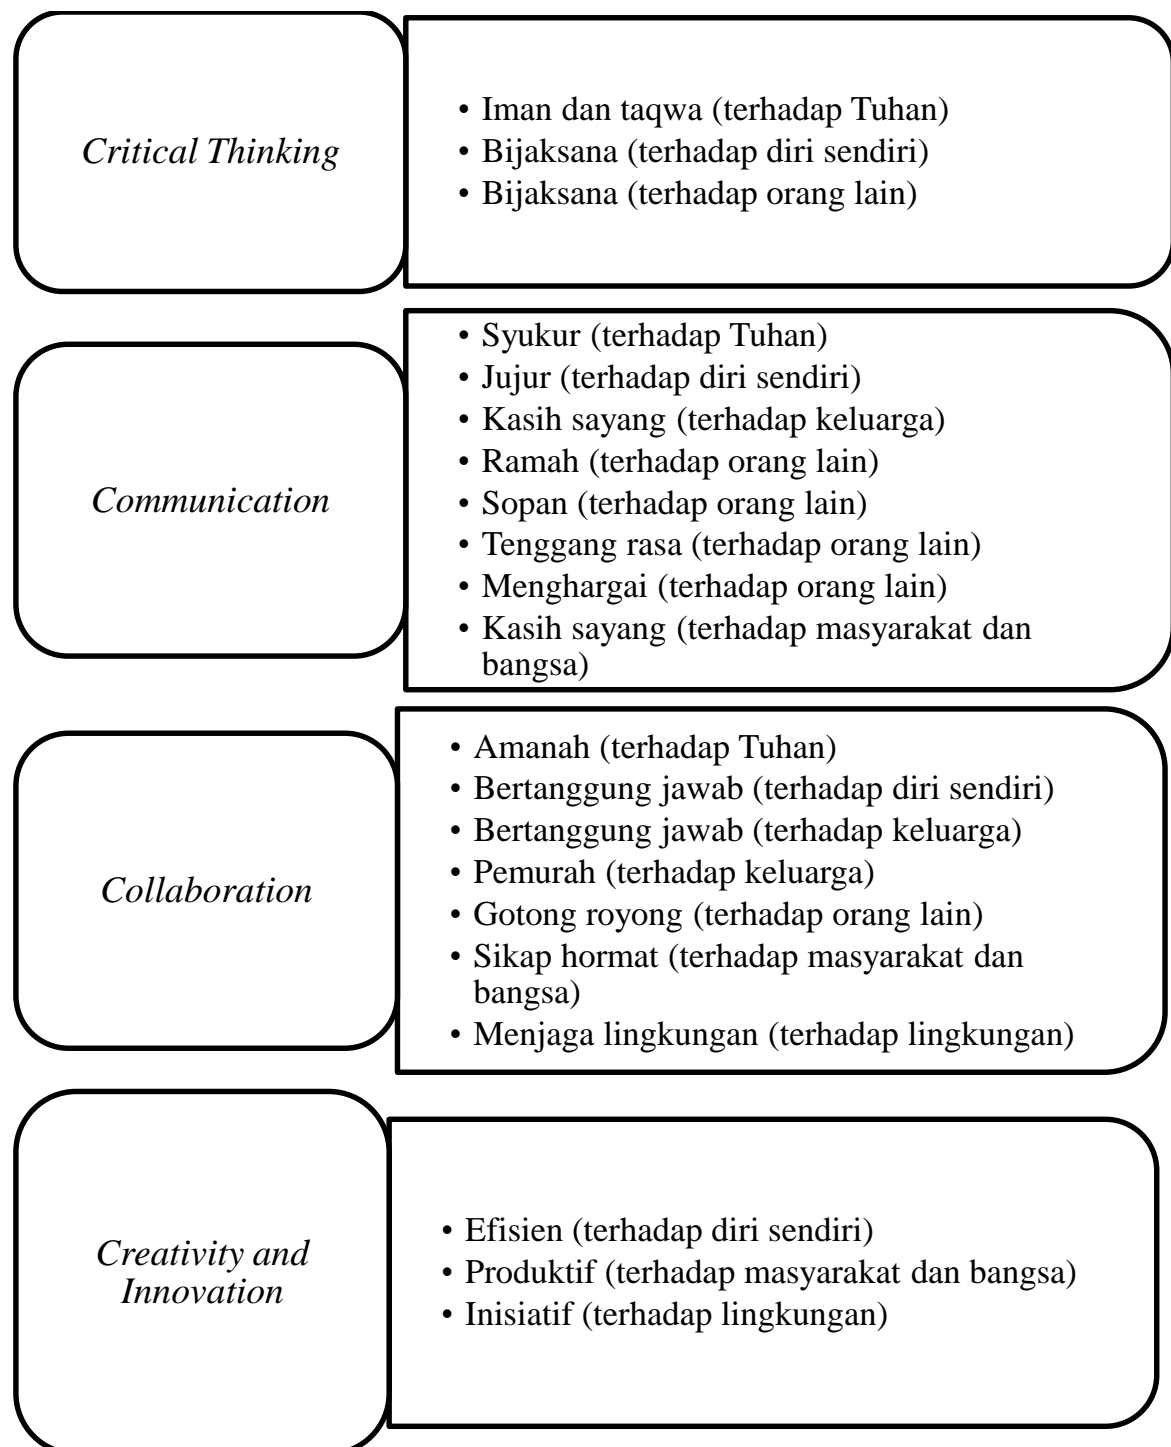 Critical Thinking
• Iman dan taqwa (terhadap Tuhan)
• Bijaksana (terhadap diri sendiri)
• Bijaksana (terhadap orang lain)
Communication
• Syukur (terhadap Tuhan)
• Jujur (terhadap diri sendiri)
• Kasih sayang (terhadap keluarga)
• Ramah (terhadap orang lain)
• Sopan (terhadap orang lain)
• Tenggang rasa (terhadap orang lain)
• Menghargai (terhadap orang lain)
• Kasih sayang (terhadap masyarakat dan
bangsa)
Collaboration
• Amanah (terhadap Tuhan)
• Bertanggung jawab (terhadap diri sendiri)
• Bertanggung jawab (terhadap keluarga)
• Pemurah (terhadap keluarga)
• Gotong royong (terhadap orang lain)
• Sikap hormat (terhadap masyarakat dan
bangsa)
• Menjaga lingkungan (terhadap lingkungan)
Creativity and
Innovation
• Efisien (terhadap diri sendiri)
• Produktif (terhadap masyarakat dan bangsa)
• Inisiatif (terhadap lingkungan)